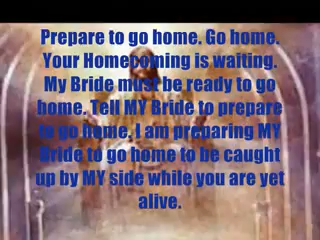 Prepare to go home. Go home.
Your Homecoming is waiting.
My Bride must be ready to go
home. Tell MY Bride to prepare
to go home. I am preparing MY
Bride to go home to be caught
up by MY side while you are yet
alive.